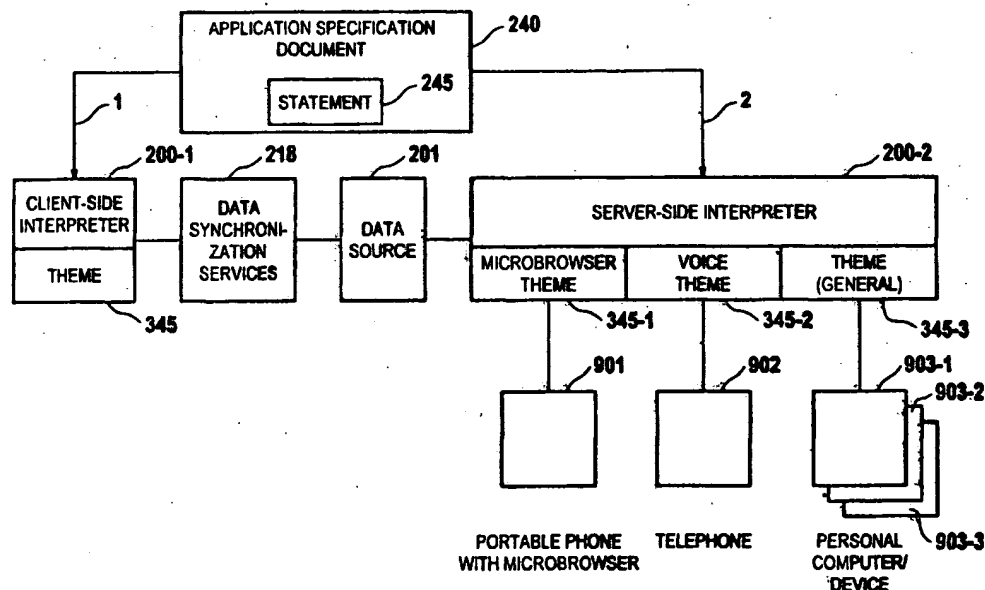 APPLICATION SPECIFICATION
DOCUMENT
240
STATEMENT
245
1
2
200-1
218
201
200-2
CLIENT-SIDE
INTERPRETER
THEME
345
DATA
SYNCHRONI-
ZATION
SERVICES
DATA
SOURCE
SERVER-SIDE INTERPRETER
MICROBROWSER
THEME
VOICE
THEME
THEME
(GENERAL)
345-1
345-2
345-3
901
902
903-1
903-2
903-3
PORTABLE PHONE
WITH MICROBROWSER
TELEPHONE
PERSONAL
COMPUTER/
DEVICE